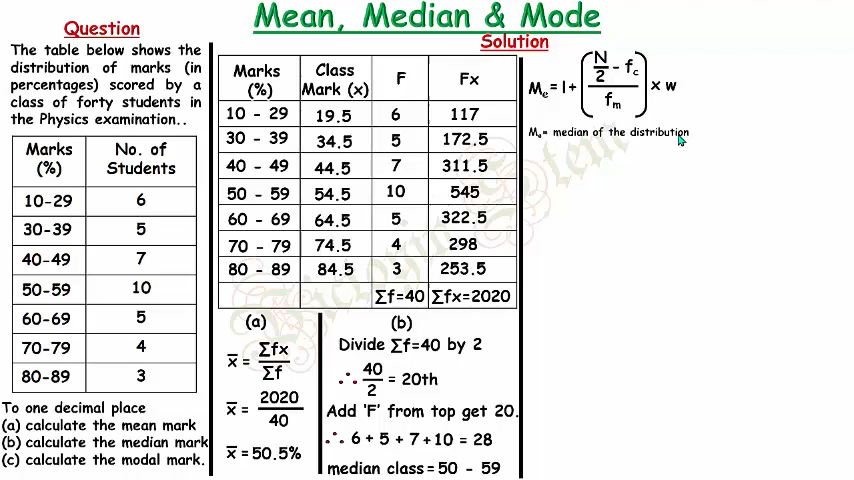 Mean, Median & Mode
Question
The table below shows the
distribution of marks (in
percentages) scored by a
class of forty students in
the Physics examination..
Marks (%) No. of Students
10-29 6
30-39 5
40-49 7
50-59 10
60-69 5
70-79 4
80-89 3
To one decimal place
(a) calculate the mean mark
(b) calculate the median mark
(c) calculate the modal mark.
Solution
Marks (%) Class Mark (x) F Fx
10 - 29 19.5 6 117
30 - 39 34.5 5 172.5
40 - 49 44.5 7 311.5
50 - 59 54.5 10 545
60 - 69 64.5 5 322.5
70 - 79 74.5 4 298
80 - 89 84.5 3 253.5
∑f=40 ∑fx=2020
(a)
x̅ = ∑fx / ∑f
x̅ = 2020 / 40
x̅ = 50.5%
(b)
Divide ∑f=40 by 2
∴ 40/2 = 20th
Add 'F' from top get 20.
∴ 6 + 5 + 7 + 10 = 28
median class = 50 - 59
Me = l + ( (N/2 - fc) / fm ) x w
Me= median of the distribution